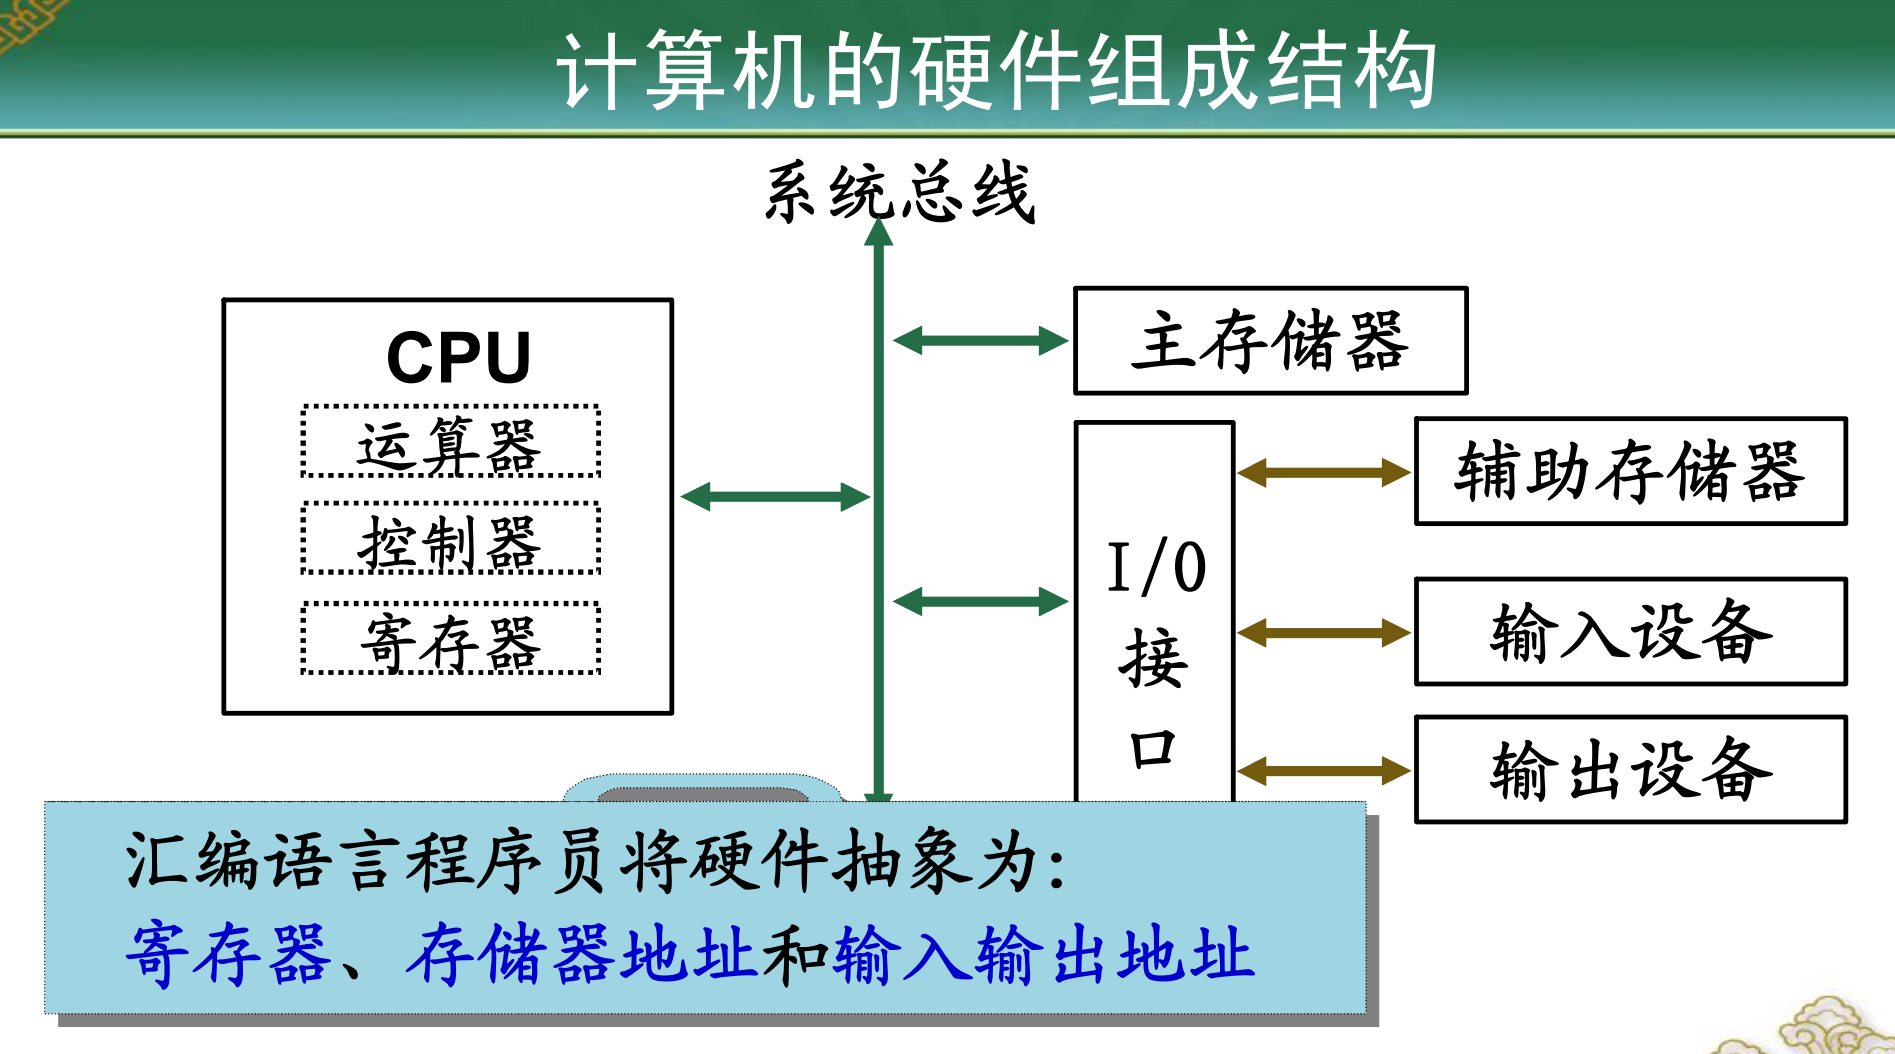 计算机的硬件组成结构
系统总线
CPU
运算器
控制器
寄存器
主存储器
I/O
接
口
辅助存储器
输入设备
输出设备
汇编语言程序员将硬件抽象为：
寄存器、存储器地址和输入输出地址